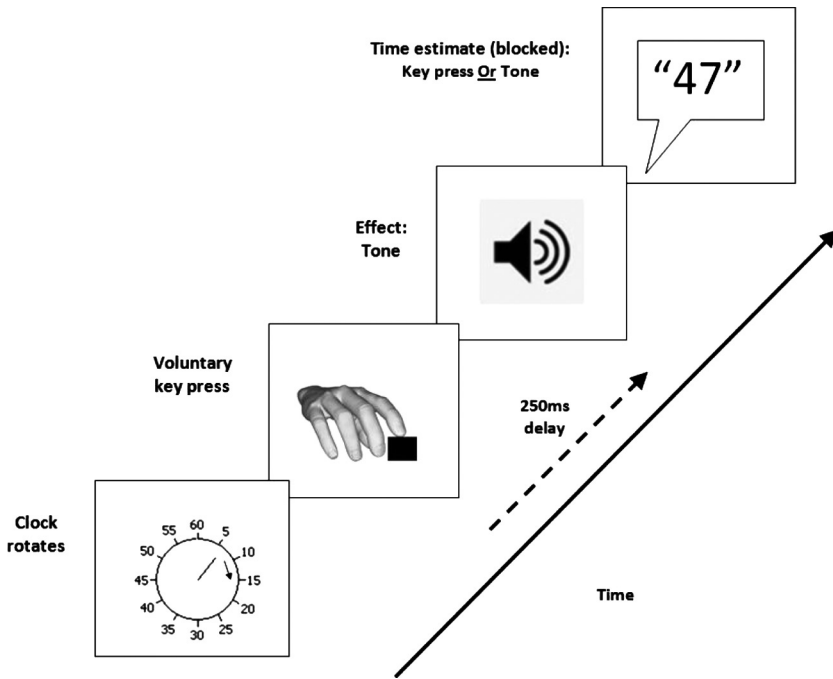 Time estimate (blocked):
Key press Or Tone
“47”
Effect:
Tone
Voluntary
key press
250ms
delay
Clock
rotates
60
55
5
50
10
45
15
40
20
35
25
30
Time